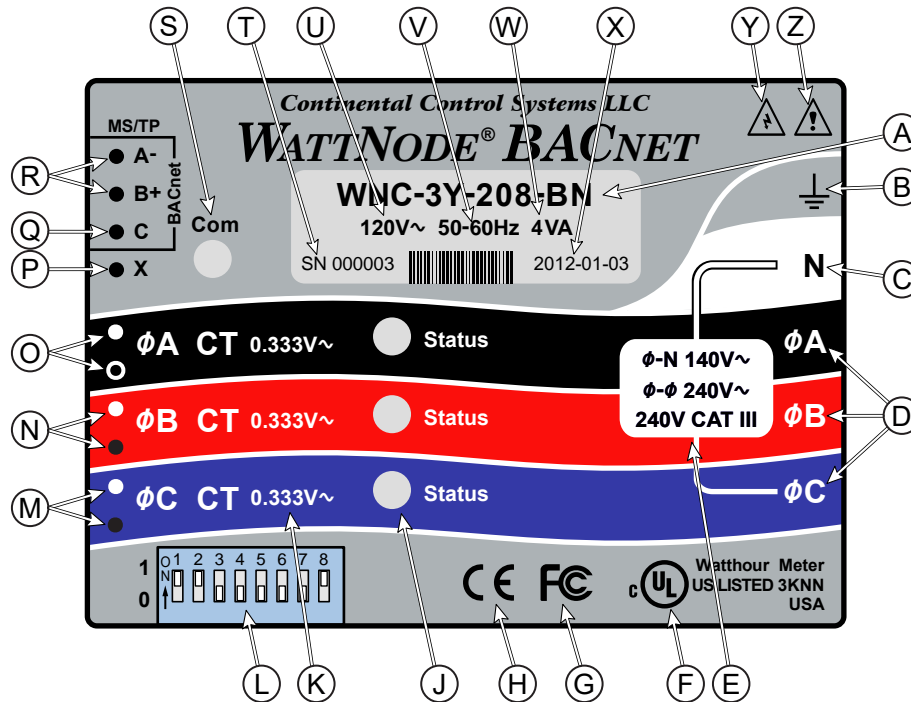 S T U V W X Y Z
Continental Control Systems LLC
WATTNODE® BACNET
MS/TP
A-
B+
C
X
BACnet
Com
WNC-3Y-208-BN
120V~ 50-60Hz 4VA
SN 000003 2012-01-03
R
Q
P
A
B
N
C
O
ϕA CT 0.333V~ Status ϕA
ϕ-N 140V~
ϕ-ϕ 240V~
240V CAT III
N
ϕB CT 0.333V~ Status ϕB
D
M
ϕC CT 0.333V~ Status ϕC
1
0
ON
1 2 3 4 5 6 7 8
CE FC
c UL
Watthour Meter
US LISTED 3KNN
USA
L K J H G F E